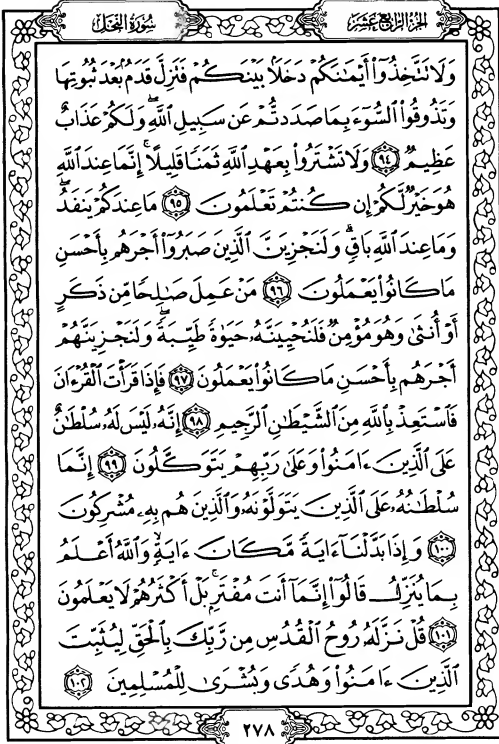 الجزء الرابع عشر
سورة النحل
وَلَا تَتَّخِذُوٓا۟ أَيْمَٰنَكُمْ دَخَلًۢا بَيْنَكُمْ فَتَزِلَّ قَدَمٌۢ بَعْدَ ثُبُوتِهَا
وَتَذُوقُوا۟ ٱلسُّوٓءَ بِمَا صَدَدتُّمْ عَن سَبِيلِ ٱللَّهِ ۖ وَلَكُمْ عَذَابٌ
عَظِيمٌ ٩٤ وَلَا تَشْتَرُوا۟ بِعَهْدِ ٱللَّهِ ثَمَنًا قَلِيلًا ۚ إِنَّمَا عِندَ ٱللَّهِ
هُوَ خَيْرٌ لَّكُمْ إِن كُنتُمْ تَعْلَمُونَ ٩٥ مَا عِندَكُمْ يَنفَدُ ۖ
وَمَا عِندَ ٱللَّهِ بَاقٍ ۗ وَلَنَجْزِيَنَّ ٱلَّذِينَ صَبَرُوٓا۟ أَجْرَهُم بِأَحْسَنِ
مَا كَانُوا۟ يَعْمَلُونَ ٩٦ مَنْ عَمِلَ صَٰلِحًا مِّن ذَكَرٍ
أَوْ أُنثَىٰ وَهُوَ مُؤْمِنٌ فَلَنُحْيِيَنَّهُۥ حَيَوٰةً طَيِّبَةً ۖ وَلَنَجْزِيَنَّهُمْ
أَجْرَهُم بِأَحْسَنِ مَا كَانُوا۟ يَعْمَلُونَ ٩٧ فَإِذَا قَرَأْتَ ٱلْقُرْءَانَ
فَٱسْتَعِذْ بِٱللَّهِ مِنَ ٱلشَّيْطَٰنِ ٱلرَّجِيمِ ٩٨ إِنَّهُۥ لَيْسَ لَهُۥ سُلْطَٰنٌ
عَلَى ٱلَّذِينَ ءَامَنُوا۟ وَعَلَىٰ رَبِّهِمْ يَتَوَكَّلُونَ ٩٩ إِنَّمَا
سُلْطَٰنُهُۥ عَلَى ٱلَّذِينَ يَتَوَلَّوْنَهُۥ وَٱلَّذِينَ هُم بِهِۦ مُشْرِكُونَ
١٠٠ وَإِذَا بَدَّلْنَآ ءَايَةً مَّكَانَ ءَايَةٍ ۙ وَٱللَّهُ أَعْلَمُ
بِمَا يُنَزِّلُ قَالُوٓا۟ إِنَّمَآ أَنتَ مُفْتَرٍۭ ۚ بَلْ أَكْثَرُهُمْ لَا يَعْلَمُونَ
١٠١ قُلْ نَزَّلَهُۥ رُوحُ ٱلْقُدُسِ مِن رَّبِّكَ بِٱلْحَقِّ لِيُثَبِّتَ
ٱلَّذِينَ ءَامَنُوا۟ وَهُدًى وَبُشْرَىٰ لِلْمُسْلِمِينَ ١٠٢
٢٧٨